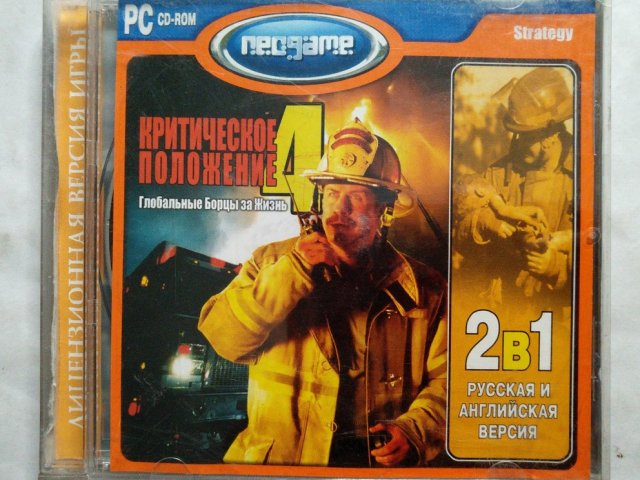 PC CD-ROM
neogame
Strategy
ЛИЦЕНЗИОННАЯ ВЕРСИЯ ИГРЫ
КРИТИЧЕСКОЕ
ПОЛОЖЕНИЕ 4
Глобальные Борцы за Жизнь
2в1
РУССКАЯ И
АНГЛИЙСКАЯ
ВЕРСИЯ